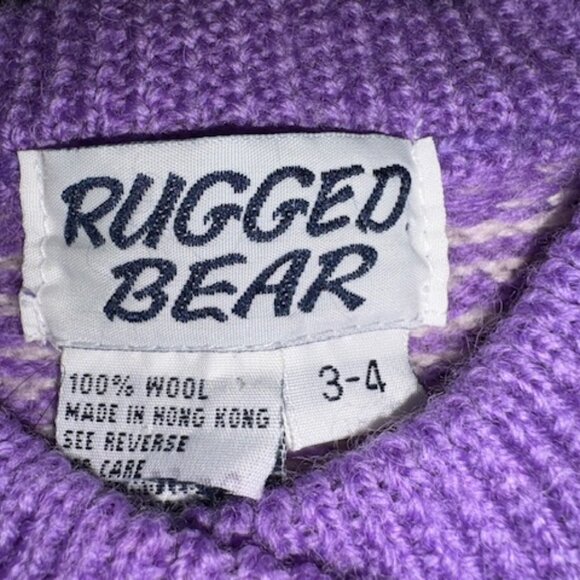 RUGGED
BEAR
100% WOOL
MADE IN HONG KONG
SEE REVERSE
CARE
3-4